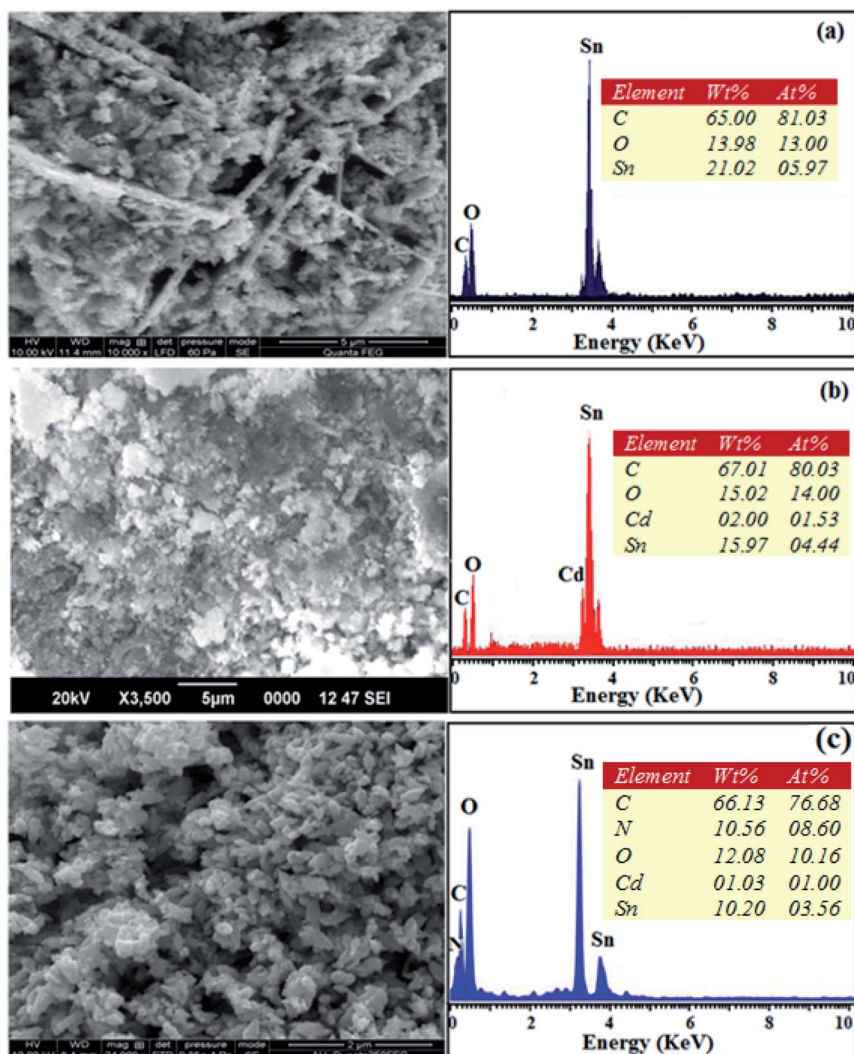 (a)
Sn
Element Wt% At%
C 65.00 81.03
O 13.98 13.00
Sn 21.02 05.97
O
C
0 2 4 6 8 10
Energy (KeV)
HV WD mag det pressure mode
10.00 kV 11.4 mm 10 000 x LFD 60 Pa SE
5 µm
Quanta FEG
(b)
Sn
Element Wt% At%
C 67.01 80.03
O 15.02 14.00
Cd 02.00 01.53
Sn 15.97 04.44
O
Cd
C
0 2 4 6 8 10
Energy (KeV)
20kV X3,500 5µm 0000 12 47 SEI
(c)
Sn
Element Wt% At%
C 66.13 76.68
N 10.56 08.60
O 12.08 10.16
Cd 01.03 01.00
Sn 10.20 03.56
O
C
N
Sn
0 2 4 6 8 10
Energy (KeV)
HV WD mag det pressure mode
2 µm